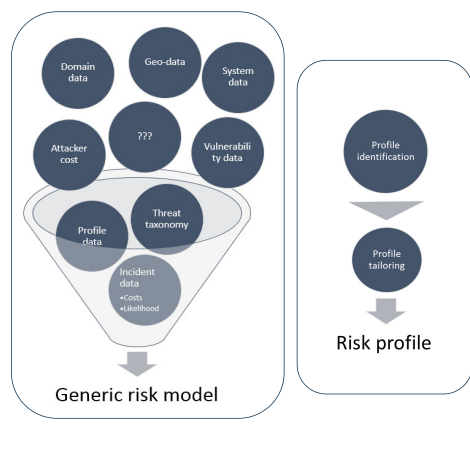 Domain
data
Geo-data
System
data
Attacker
cost
???
Vulnerabili
ty data
Profile
data
Threat
taxonomy
Incident
data
•Costs
•Likelihood
Generic risk model
Profile
identification
Profile
tailoring
Risk profile